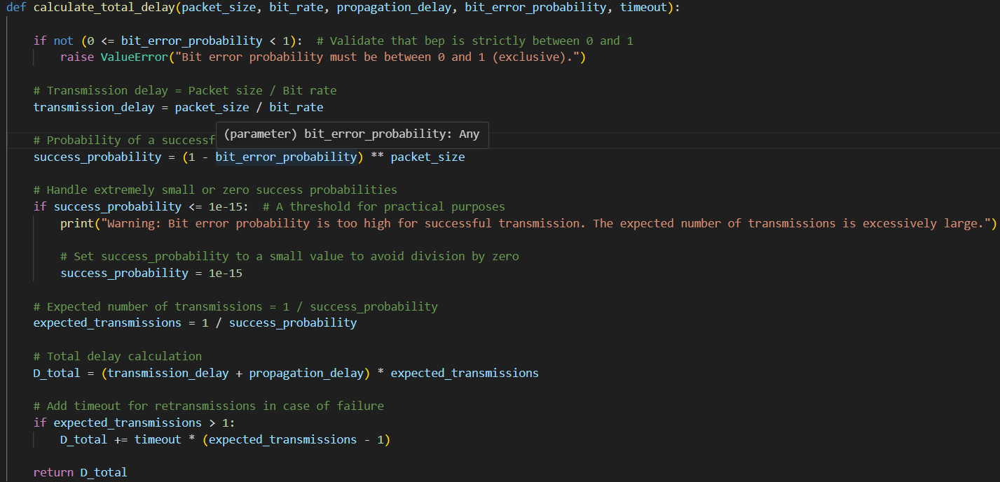 def calculate_total_delay(packet_size, bit_rate, propagation_delay, bit_error_probability, timeout):
if not (0 <= bit_error_probability < 1):  # Validate that bep is strictly between 0 and 1
raise ValueError("Bit error probability must be between 0 and 1 (exclusive).")
# Transmission delay = Packet size / Bit rate
transmission_delay = packet_size / bit_rate
(parameter) bit_error_probability: Any
# Probability of a successf
success_probability = (1 - bit_error_probability) ** packet_size
# Handle extremely small or zero success probabilities
if success_probability <= 1e-15:  # A threshold for practical purposes
print("Warning: Bit error probability is too high for successful transmission. The expected number of transmissions is excessively large.")
# Set success_probability to a small value to avoid division by zero
success_probability = 1e-15
# Expected number of transmissions = 1 / success_probability
expected_transmissions = 1 / success_probability
# Total delay calculation
D_total = (transmission_delay + propagation_delay) * expected_transmissions
# Add timeout for retransmissions in case of failure
if expected_transmissions > 1:
D_total += timeout * (expected_transmissions - 1)
return D_total